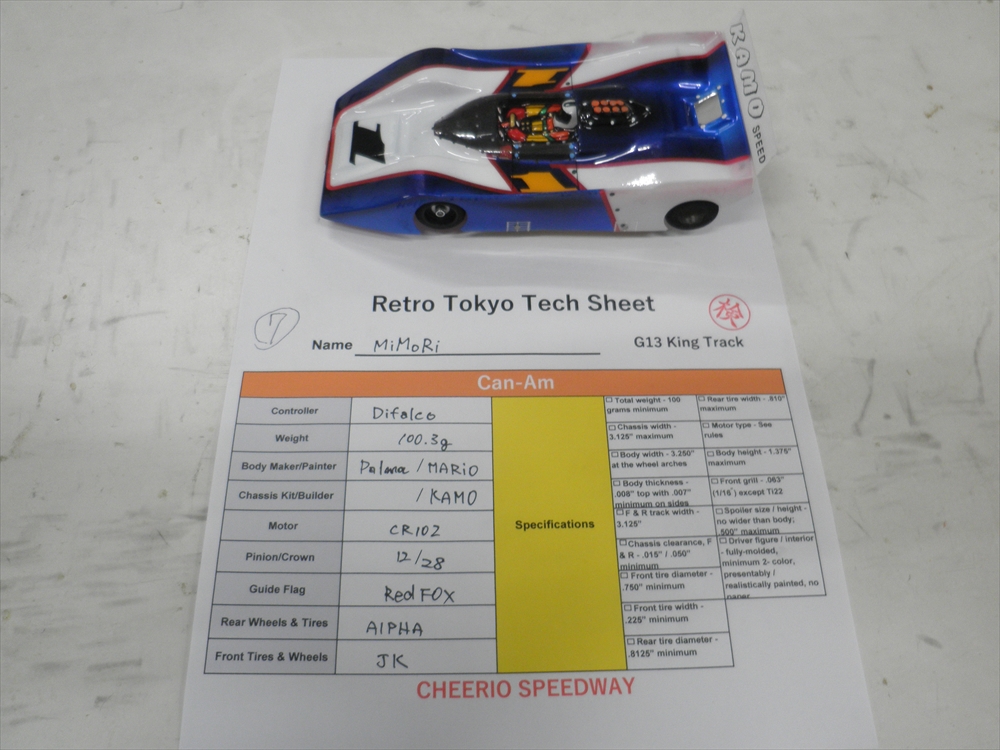 KAMO SPEED
1
1
1
Retro Tokyo Tech Sheet
7
Name MiMoRi
G13 King Track
Can-Am
Controller Difalco
Weight 100.3g
Body Maker/Painter / MARIO
Chassis Kit/Builder / KAMO
Motor CR102
Pinion/Crown 12/28
Guide Flag Red FOX
Rear Wheels & Tires AlPHA
Front Tires & Wheels JK
Specifications
☐ Total weight - 100
grams minimum
☐ Rear tire width - .810"
maximum
☐ Chassis width -
3.125" maximum
☐ Motor type - See
rules
☐ Body width - 3.250"
at the wheel arches
☐ Body height - 1.375"
maximum
☐ Body thickness -
.008" top with .007"
minimum on sides
☐ Front grill - .063"
(1/16") except Ti22
☐ F & R track width -
3.125"
☐ Spoiler size / height -
no wider than body;
.500" maximum
☐ Chassis clearance, F
& R - .015" / .050"
minimum
☐ Driver figure / interior
- fully-molded,
minimum 2- color,
presentably /
realistically painted, no
paper
☐ Front tire diameter -
.750" minimum
☐ Front tire width -
.225" minimum
☐ Rear tire diameter -
.8125" minimum
CHEERIO SPEEDWAY